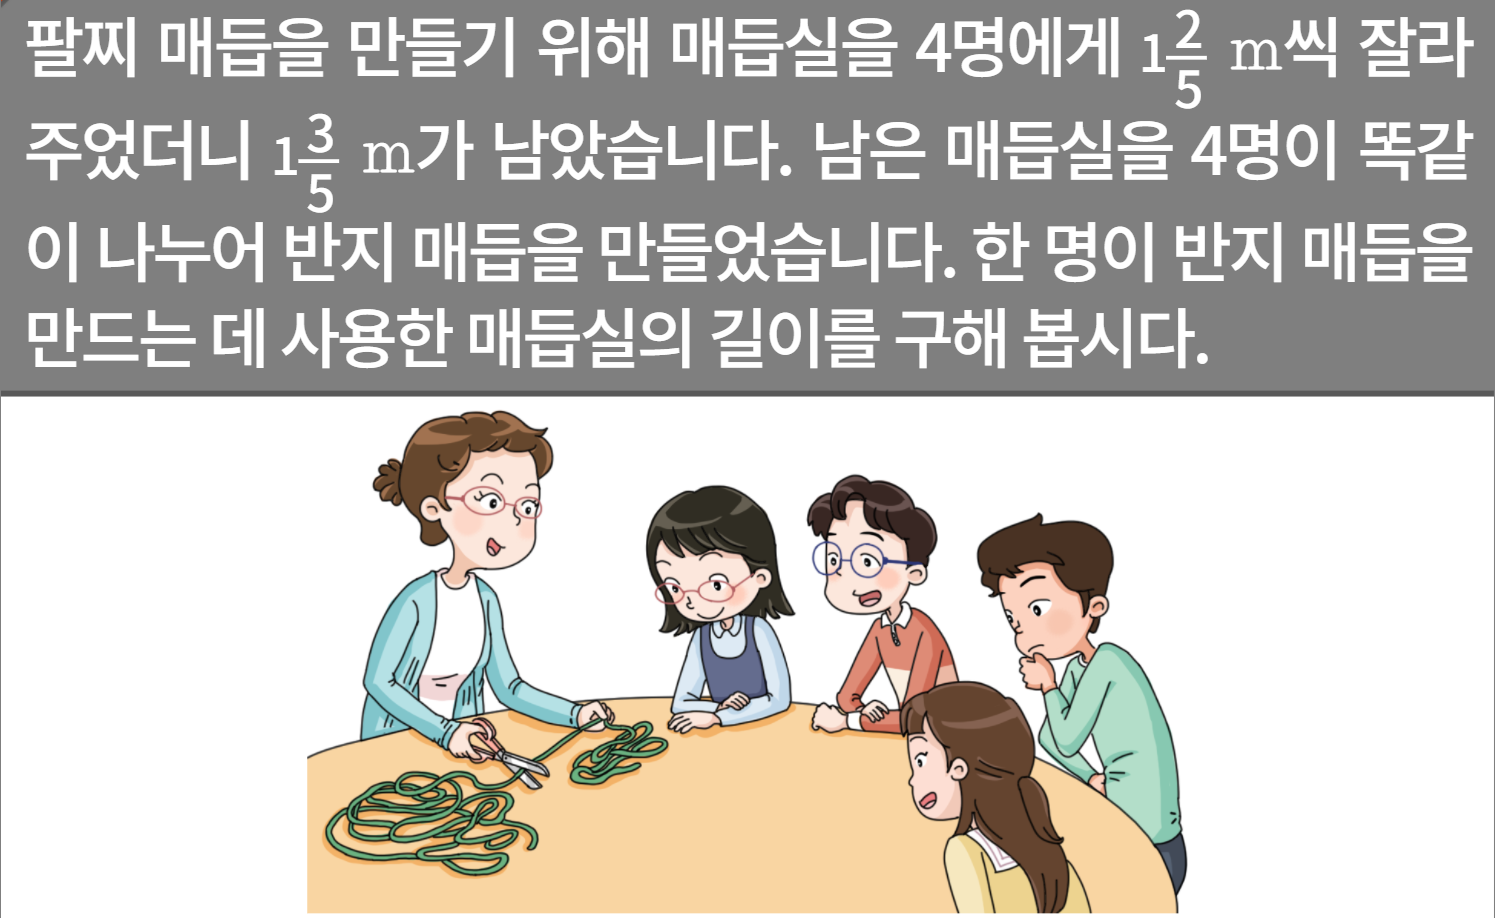 팔찌 매듭을 만들기 위해 매듭실을 4명에게 1 2/5 m씩 잘라
주었더니 1 3/5 m가 남았습니다. 남은 매듭실을 4명이 똑같
이 나누어 반지 매듭을 만들었습니다. 한 명이 반지 매듭을
만드는 데 사용한 매듭실의 길이를 구해 봅시다.